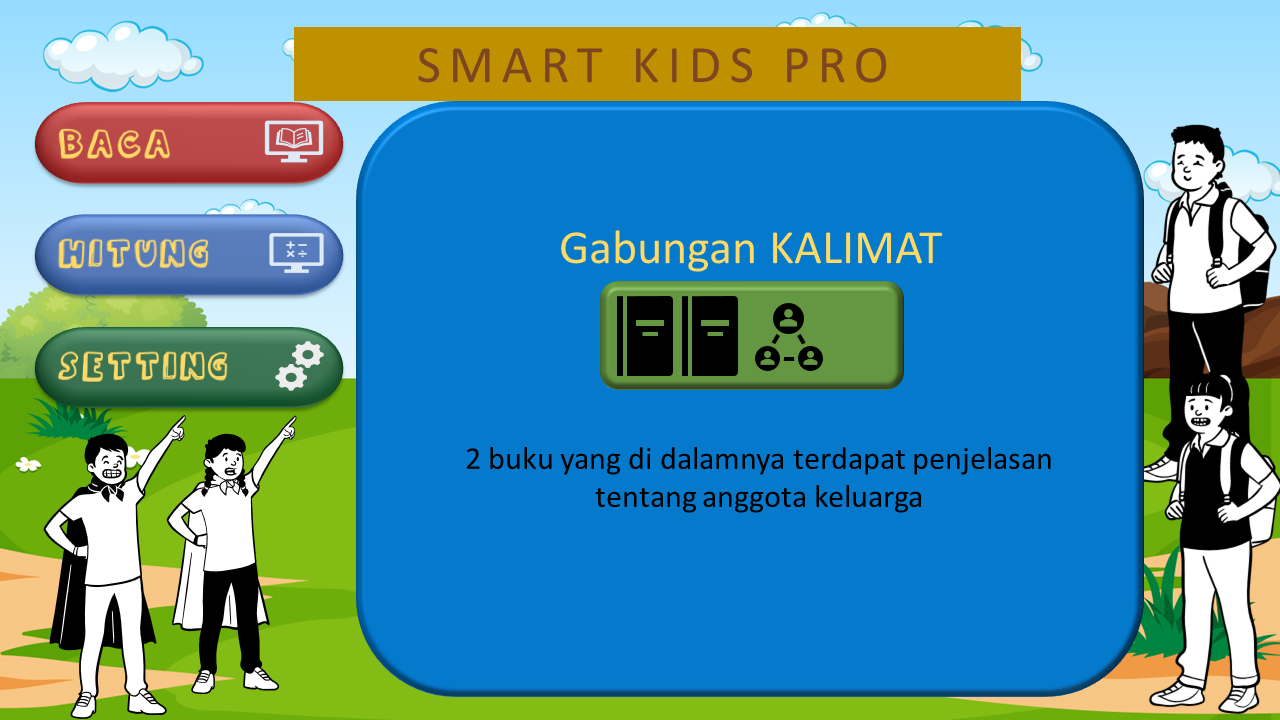 SMART KIDS PRO
BACA
HITUNG
SETTING
Gabungan KALIMAT
2 buku yang di dalamnya terdapat penjelasan
tentang anggota keluarga